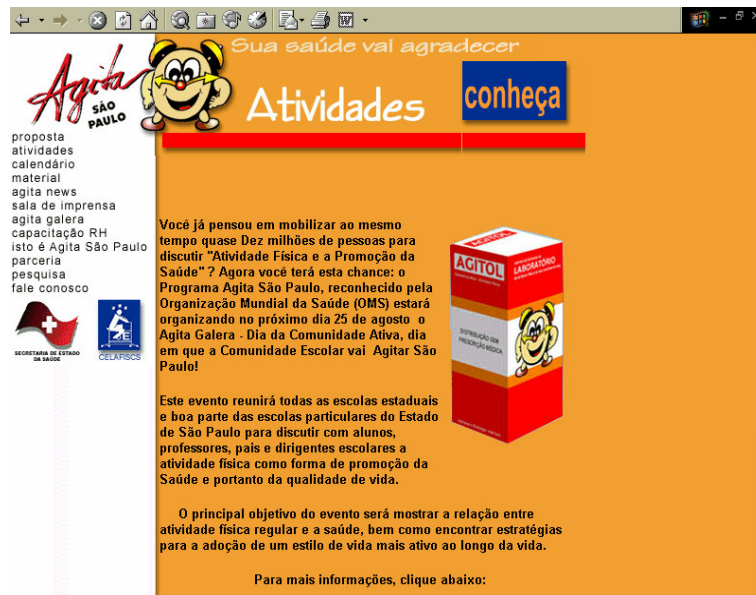 Sua saúde vai agradecer
Agita
SÃO
PAULO
Atividades
conheça
proposta
atividades
calendário
material
agita news
sala de imprensa
agita galera
capacitação RH
isto é Agita São Paulo
parceria
pesquisa
fale conosco
SECRETARIA DE ESTADO
DA SAÚDE
CELAFISCS
Você já pensou em mobilizar ao mesmo
tempo quase Dez milhões de pessoas para
discutir "Atividade Física e a Promoção da
Saúde" ? Agora você terá esta chance: o
Programa Agita São Paulo, reconhecido pela
Organização Mundial da Saúde (OMS) estará
organizando no próximo dia 25 de agosto o
Agita Galera - Dia da Comunidade Ativa, dia
em que a Comunidade Escolar vai Agitar São
Paulo!
AGITOL
AGITOL
LABORATÓRIO
DISTRIBUIÇÃO SEM
PRESCRIÇÃO MÉDICA
Este evento reunirá todas as escolas estaduais
e boa parte das escolas particulares do Estado
de São Paulo para discutir com alunos,
professores, pais e dirigentes escolares a
atividade física como forma de promoção da
Saúde e portanto da qualidade de vida.
O principal objetivo do evento será mostrar a relação entre
atividade física regular e a saúde, bem como encontrar estratégias
para a adoção de um estilo de vida mais ativo ao longo da vida.
Para mais informações, clique abaixo: